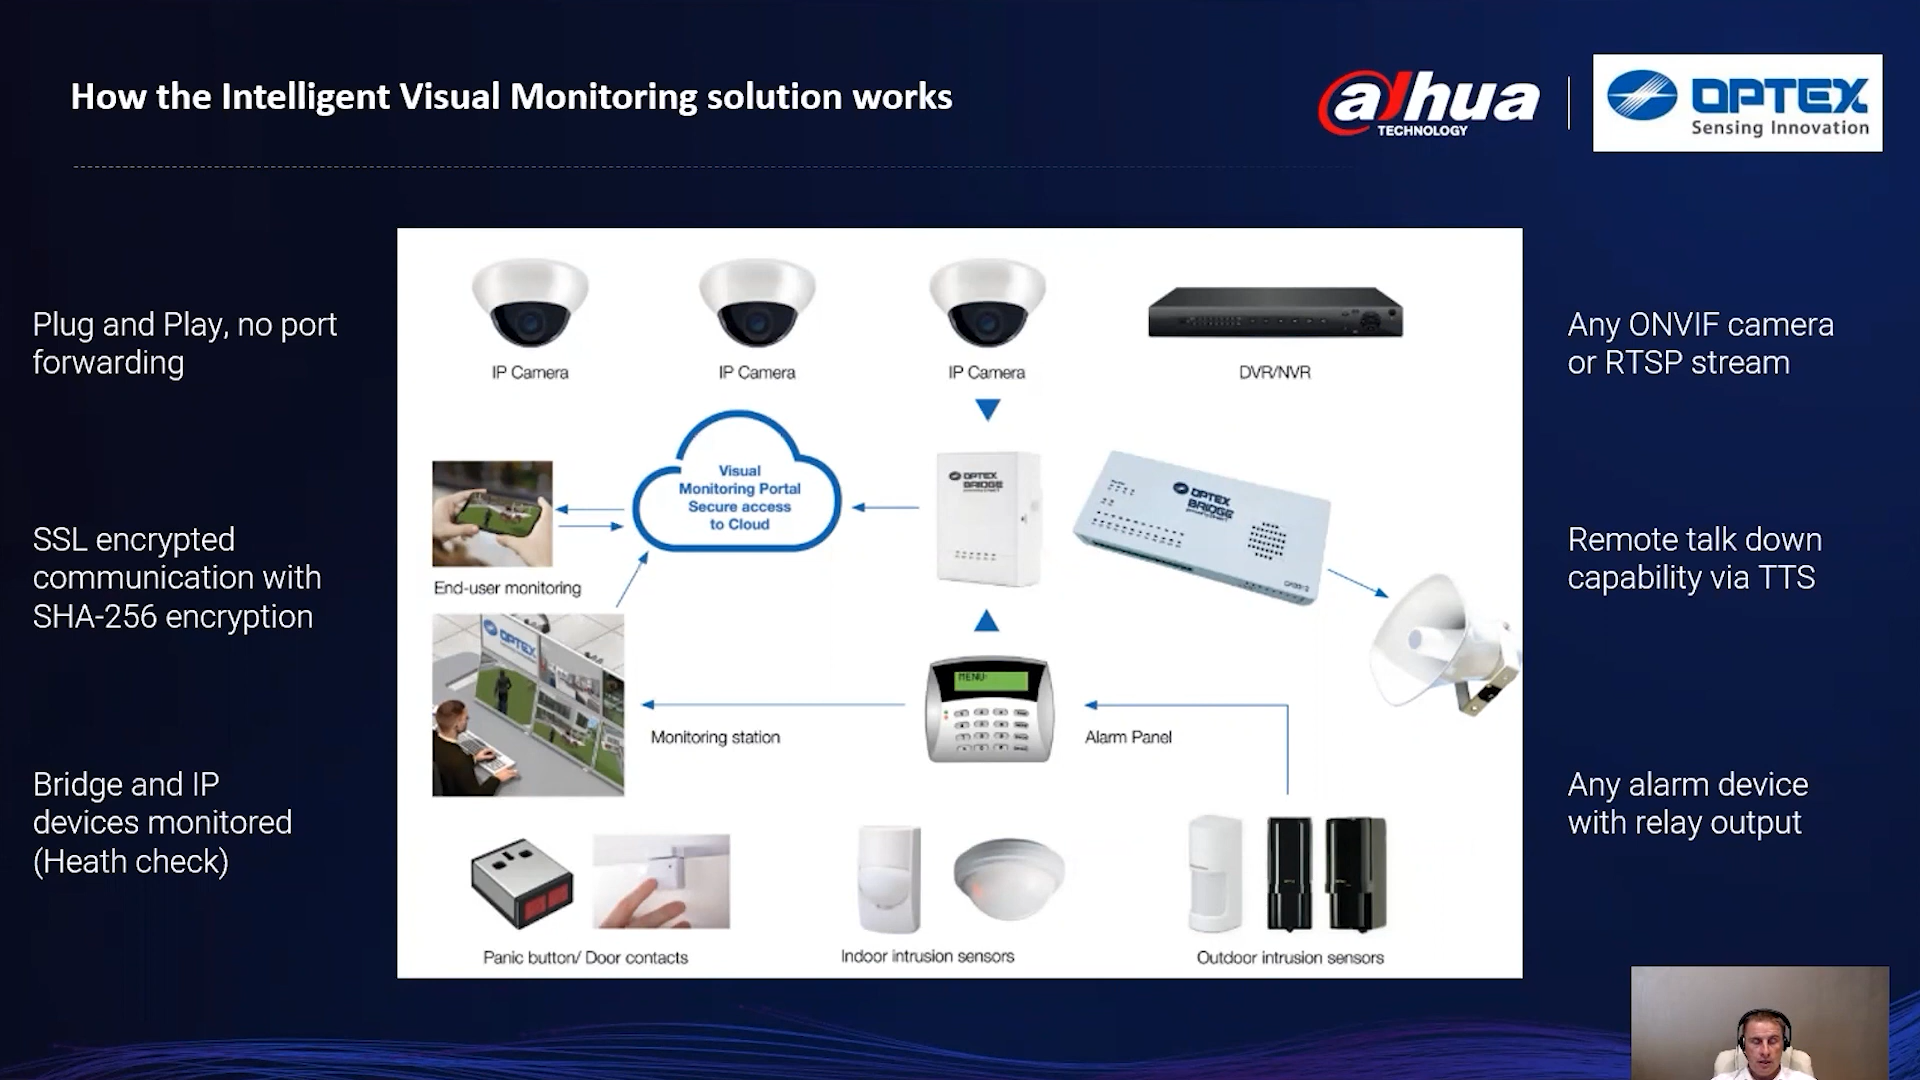 How the Intelligent Visual Monitoring solution works
alhua
TECHNOLOGY
OPTEX
Sensing Innovation
Plug and Play, no port
forwarding
SSL encrypted
communication with
SHA-256 encryption
Bridge and IP
devices monitored
(Heath check)
IP Camera
IP Camera
IP Camera
DVR/NVR
Visual
Monitoring Portal
Secure access
to Cloud
OPTEX
BRIDGE
OPTEX
BRIDGE
End-user monitoring
OPTEX
MENU:
Monitoring station
Alarm Panel
Panic button/ Door contacts
Indoor intrusion sensors
Outdoor intrusion sensors
Any ONVIF camera
or RTSP stream
Remote talk down
capability via TTS
Any alarm device
with relay output